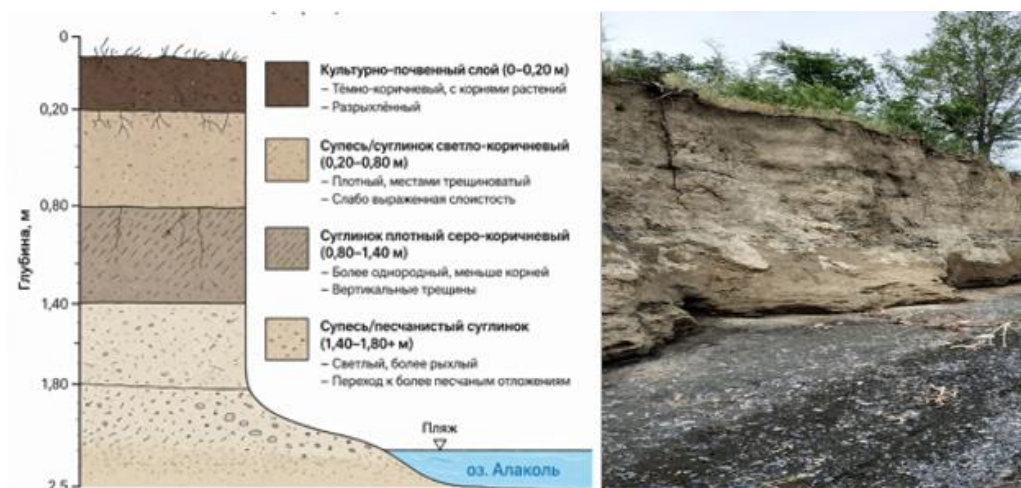 0
0,20
0,80
1,40
1,80
2,5
Глубина, м
Культурно-почвенный слой (0–0,20 м)
– Тёмно-коричневый, с корнями растений
– Разрыхлённый
Супесь/суглинок светло-коричневый
(0,20–0,80 м)
– Плотный, местами трещиноватый
– Слабо выраженная слоистость
Суглинок плотный серо-коричневый
(0,80–1,40 м)
– Более однородный, меньше корней
– Вертикальные трещины
Супесь/песчанистый суглинок
(1,40–1,80+ м)
– Светлый, более рыхлый
– Переход к более песчаным отложениям
Пляж
оз. Алаколь